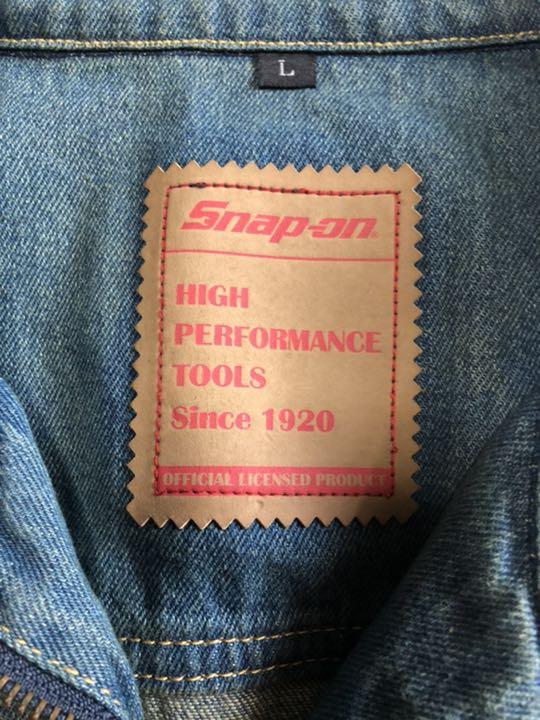 L
Snap-on
HIGH
PERFORMANCE
TOOLS
Since 1920
OFFICIAL LICENSED PRODUCT